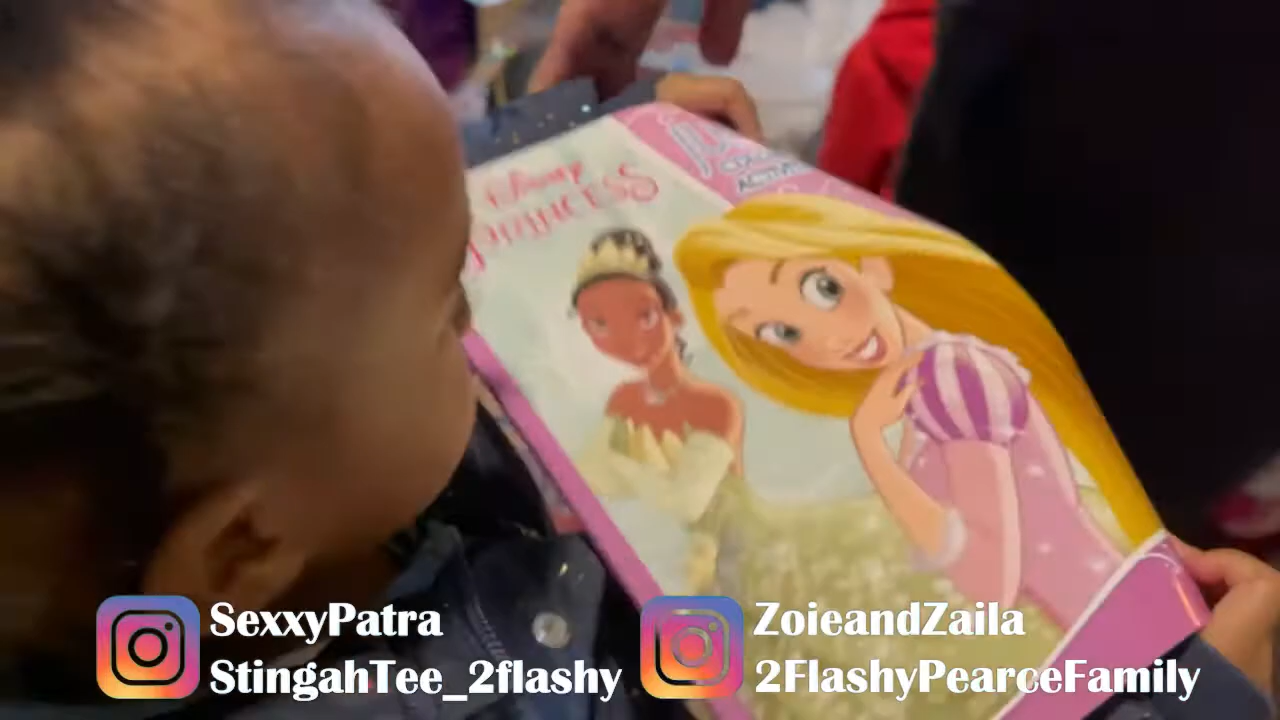 Disney
PRINCESS
SexxyPatra
StingahTee_2flashy
ZoieandZaila
2FlashyPearceFamily